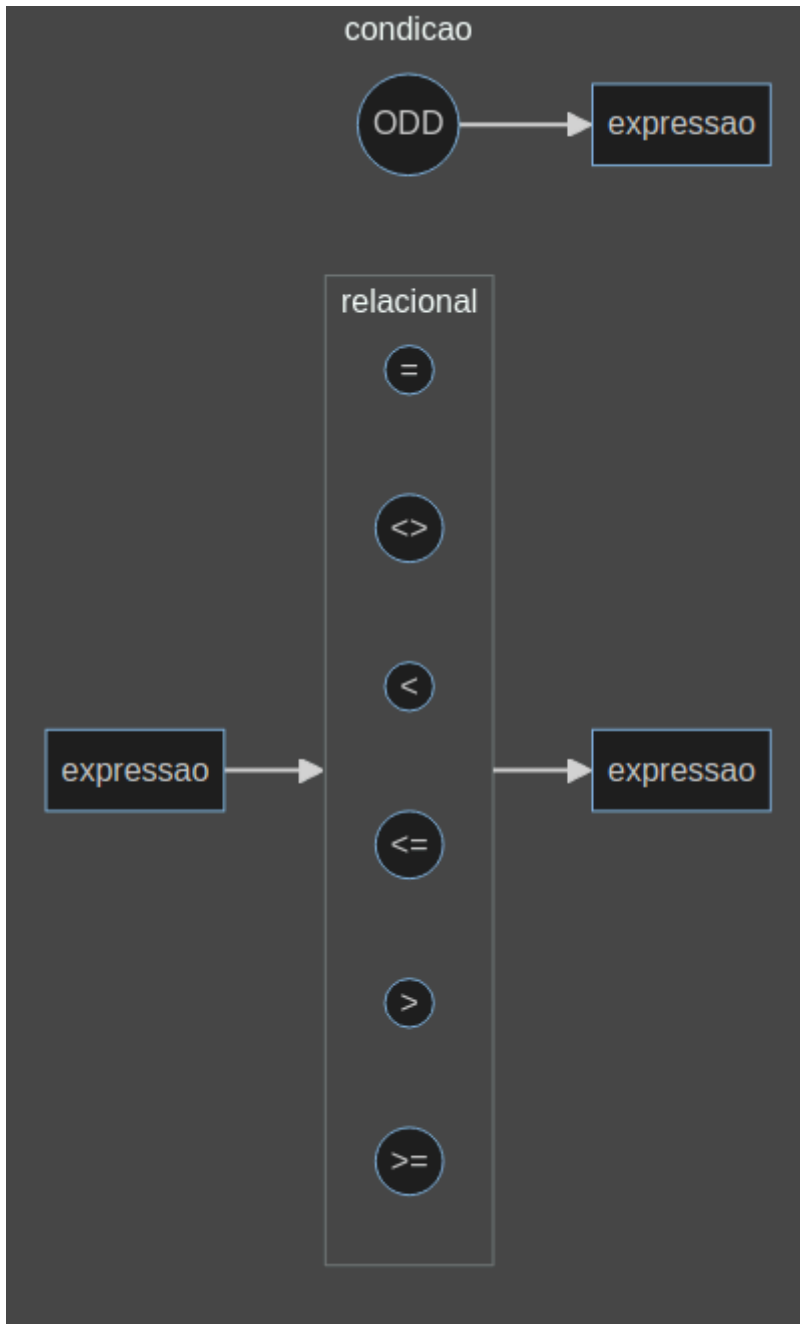 condicao
ODD
expressao
relacional
=
<>
<
expressao
expressao
<=
>
>=